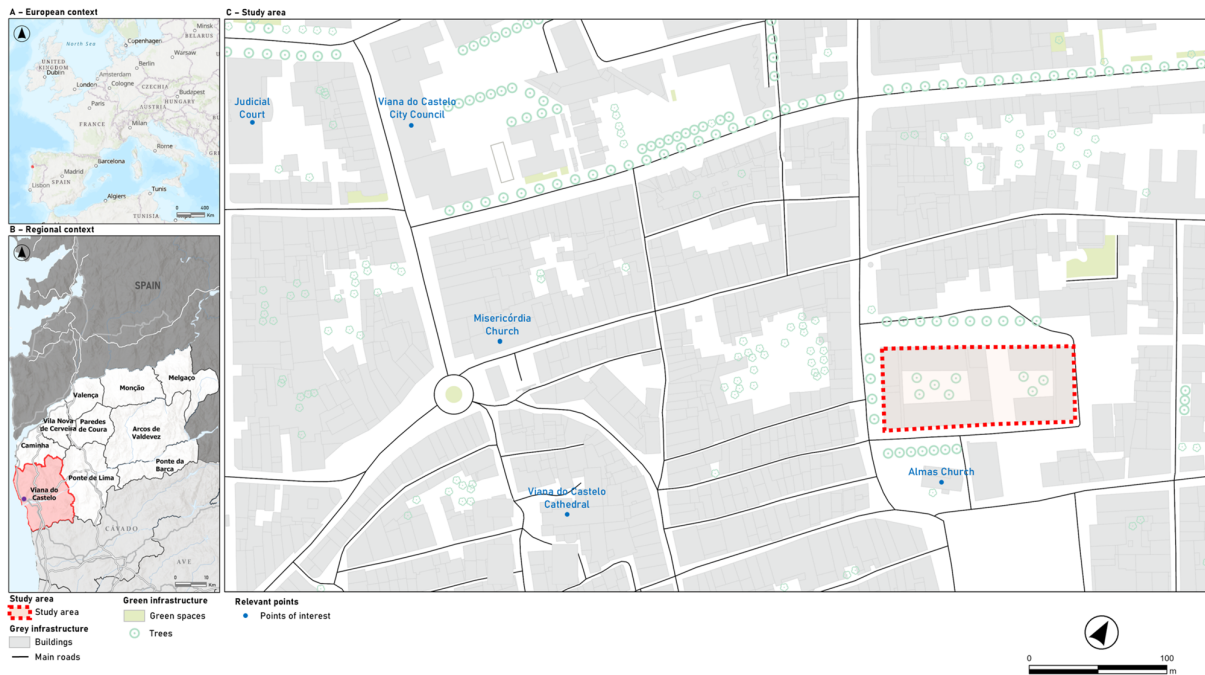 A – European context
North Sea
Copenhagen
Minsk
BELARUS
UNITED
KINGDOM
Dublin
Amsterdam
Berlin
Warsaw
London
Cologne
CZECHIA
Paris
AUSTRIA
HUNGARY
Budapest
FRANCE
Milan
Rome
Barcelona
SPAIN
Madrid
Lisbon
Algiers
Tunis
TUNISIA
0 400
Km
B – Regional context
SPAIN
Melgaço
Monção
Valença
Vila Nova
de Cerveira
Paredes
de Coura
Arcos de
Valdevez
Caminha
Ponte da
Barca
Ponte de Lima
Viana do
Castelo
CÁVADO
AVE
0 10
Km
C – Study area
Judicial
Court
Viana do Castelo
City Council
Misericórdia
Church
Viana do Castelo
Cathedral
Almas Church
Study area
Study area
Grey infrastructure
Buildings
Main roads
Green infrastructure
Green spaces
Trees
Relevant points
Points of interest
0 100
m